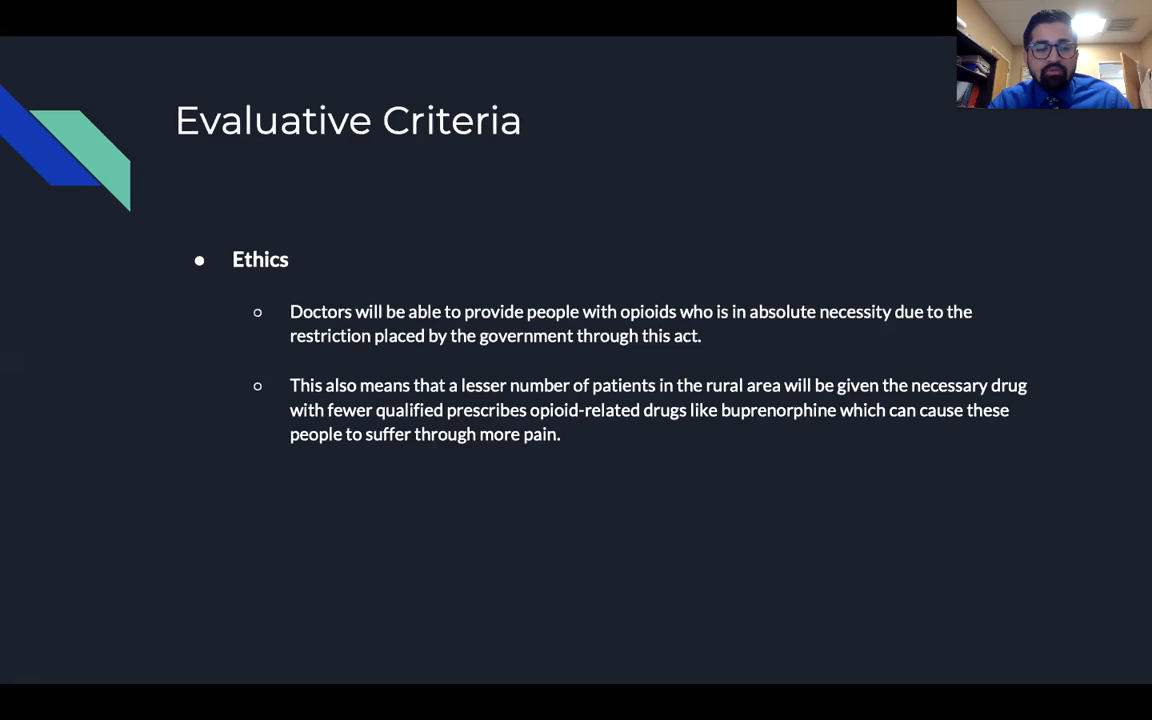 Evaluative Criteria
● Ethics
○ Doctors will be able to provide people with opioids who is in absolute necessity due to the
restriction placed by the government through this act.
○ This also means that a lesser number of patients in the rural area will be given the necessary drug
with fewer qualified prescribes opioid-related drugs like buprenorphine which can cause these
people to suffer through more pain.